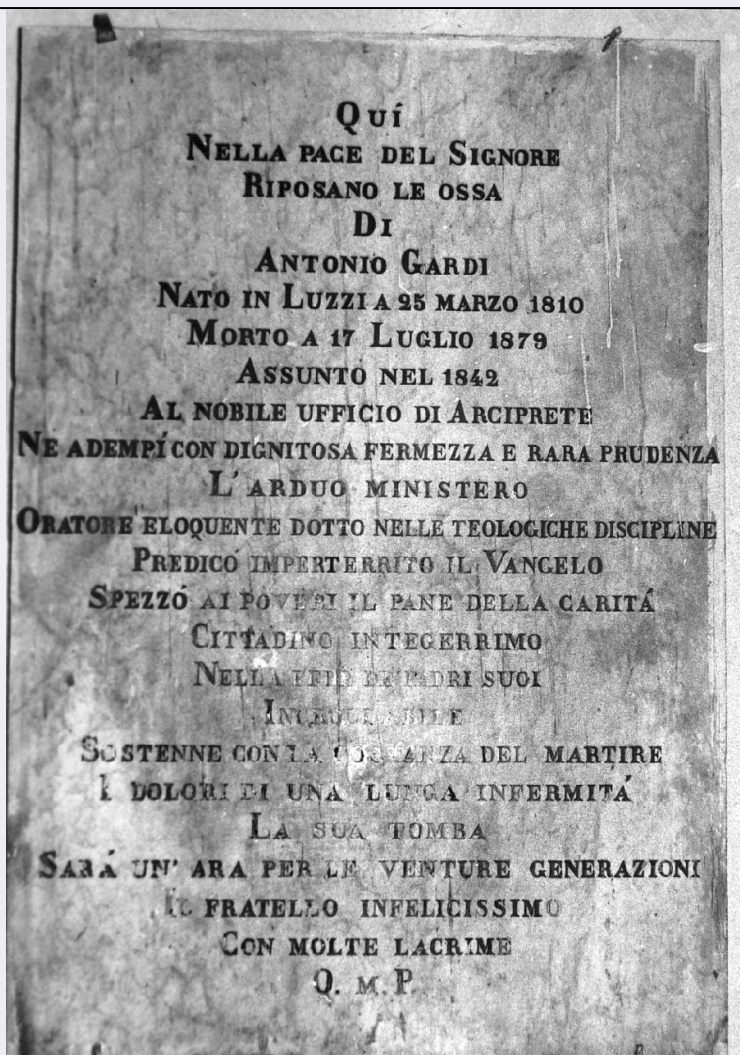 Quí
Nella pace del Signore
Riposano le ossa
Di
Antonio Gardi
Nato in Luzzi a 25 marzo 1810
Morto a 17 Luglio 1879
Assunto nel 1842
Al nobile ufficio di Arciprete
Ne adempí con dignitosa fermezza e rara prudenza
L'arduo ministero
Oratore eloquente dotto nelle teologiche discipline
Predicó imperterrito il Vangelo
Spezzó ai poveri il pane della caritá
Cittadino integerrimo
Nella fede de padri suoi
Incrollabile
Sostenne con la costanza del martire
I dolori di una lunga infermitá
La sua tomba
Sará un' ara per le venture generazioni
Il fratello infelicissimo
Con molte lacrime
Q. M. P.